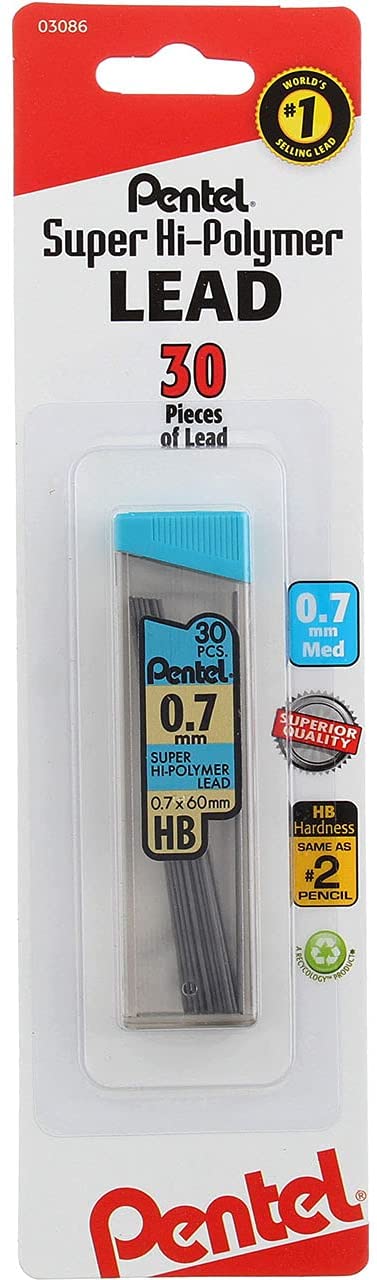 03086
WORLD'S
#1
SELLING LEAD
Pentel®
Super Hi-Polymer
LEAD
30
Pieces
of Lead
30
PCS.
Pentel®
0.7
mm
SUPER
HI-POLYMER
LEAD
0.7 x 60mm
HB
0.7
mm
Med
SUPERIOR
QUALITY
HB
Hardness
SAME AS
#2
PENCIL
A RECYCOLOGY™ PRODUCT
Pentel®